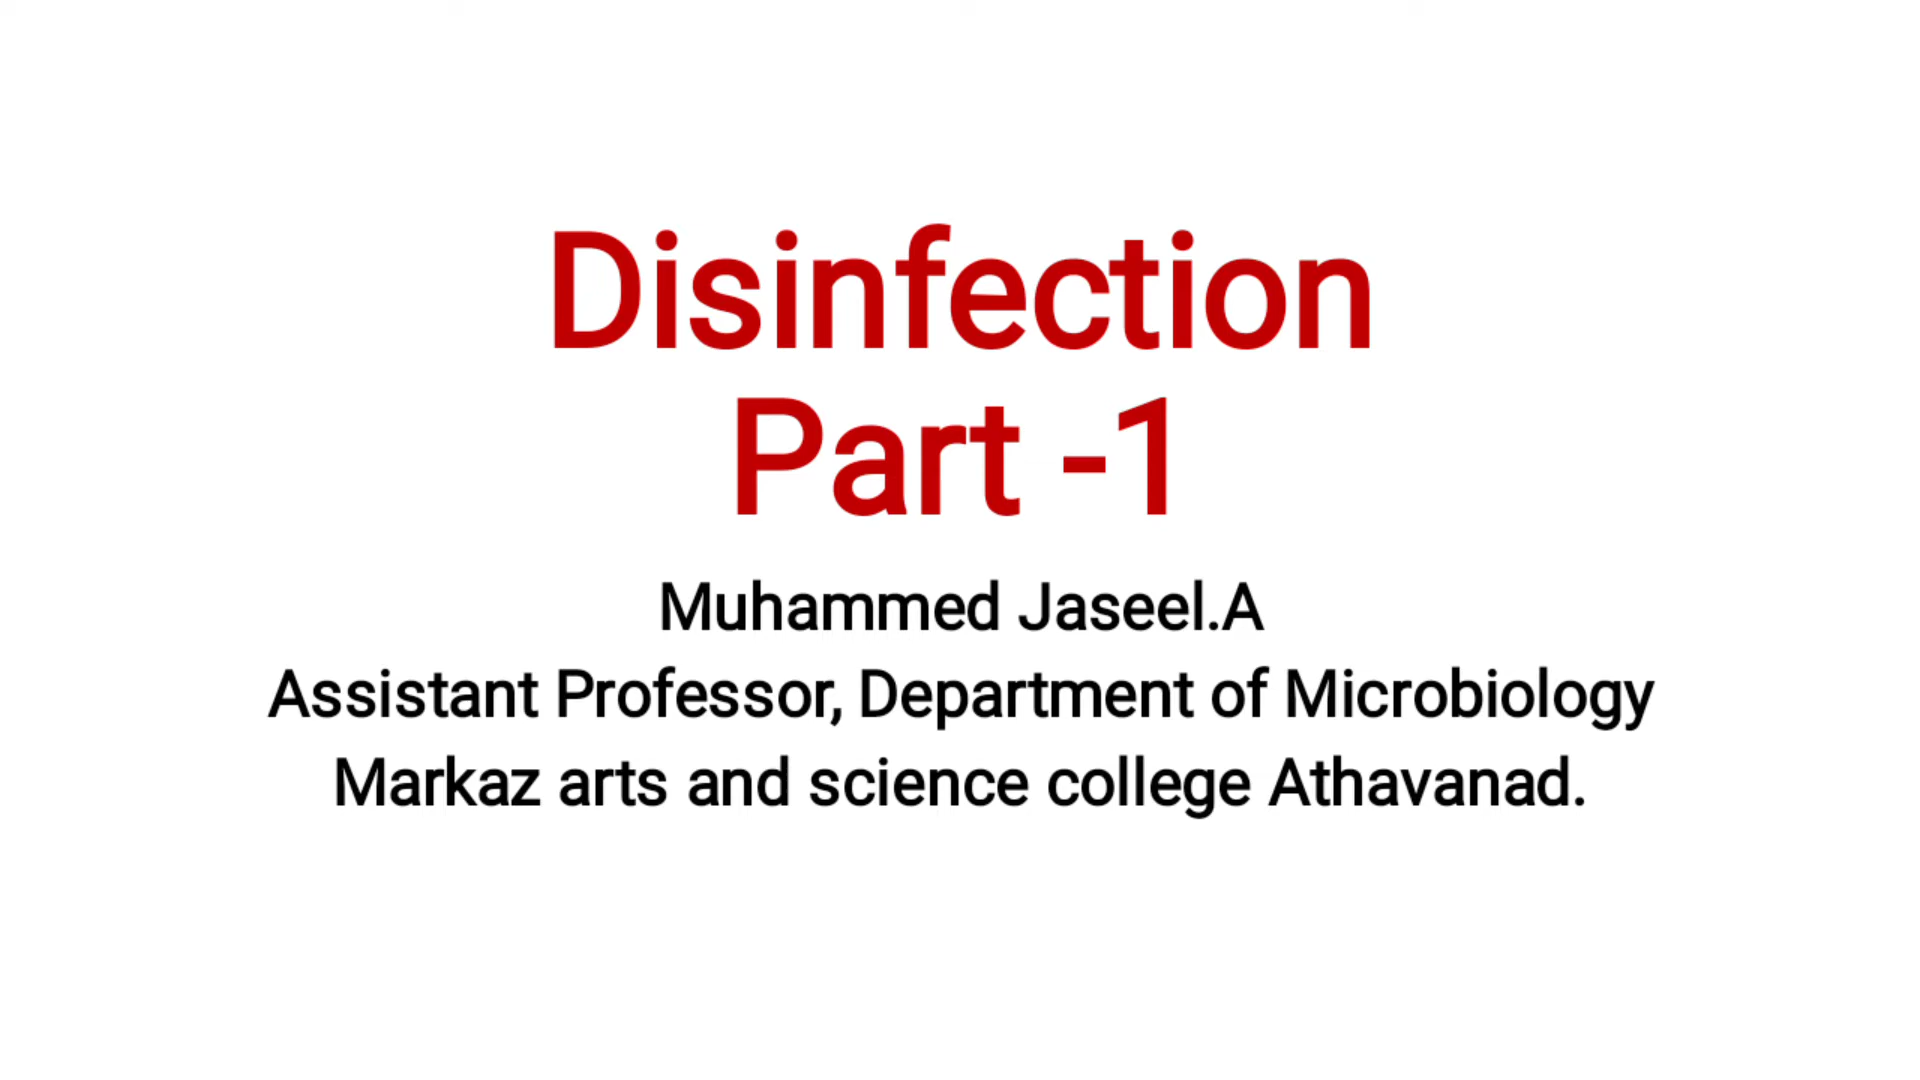 Disinfection
Part -1
Muhammed Jaseel.A
Assistant Professor, Department of Microbiology
Markaz arts and science college Athavanad.